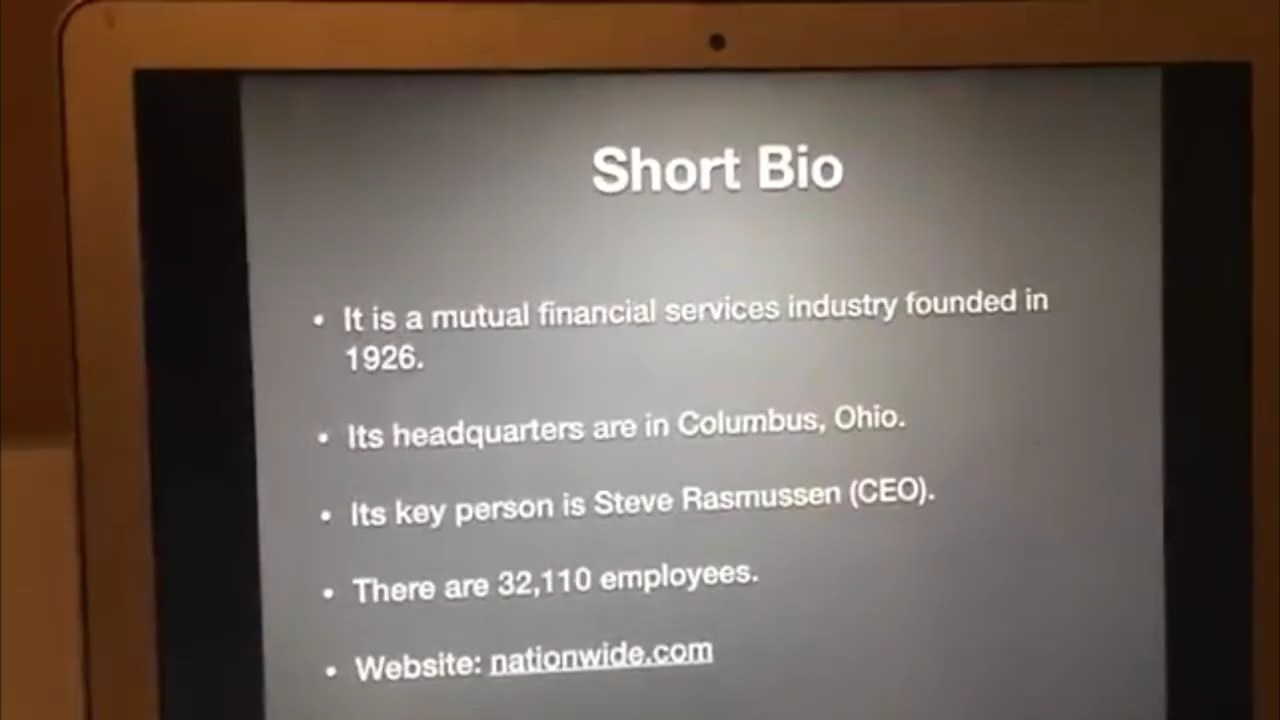 Short Bio
• It is a mutual financial services industry founded in
1926.
• Its headquarters are in Columbus, Ohio.
• Its key person is Steve Rasmussen (CEO).
• There are 32,110 employees.
• Website: nationwide.com